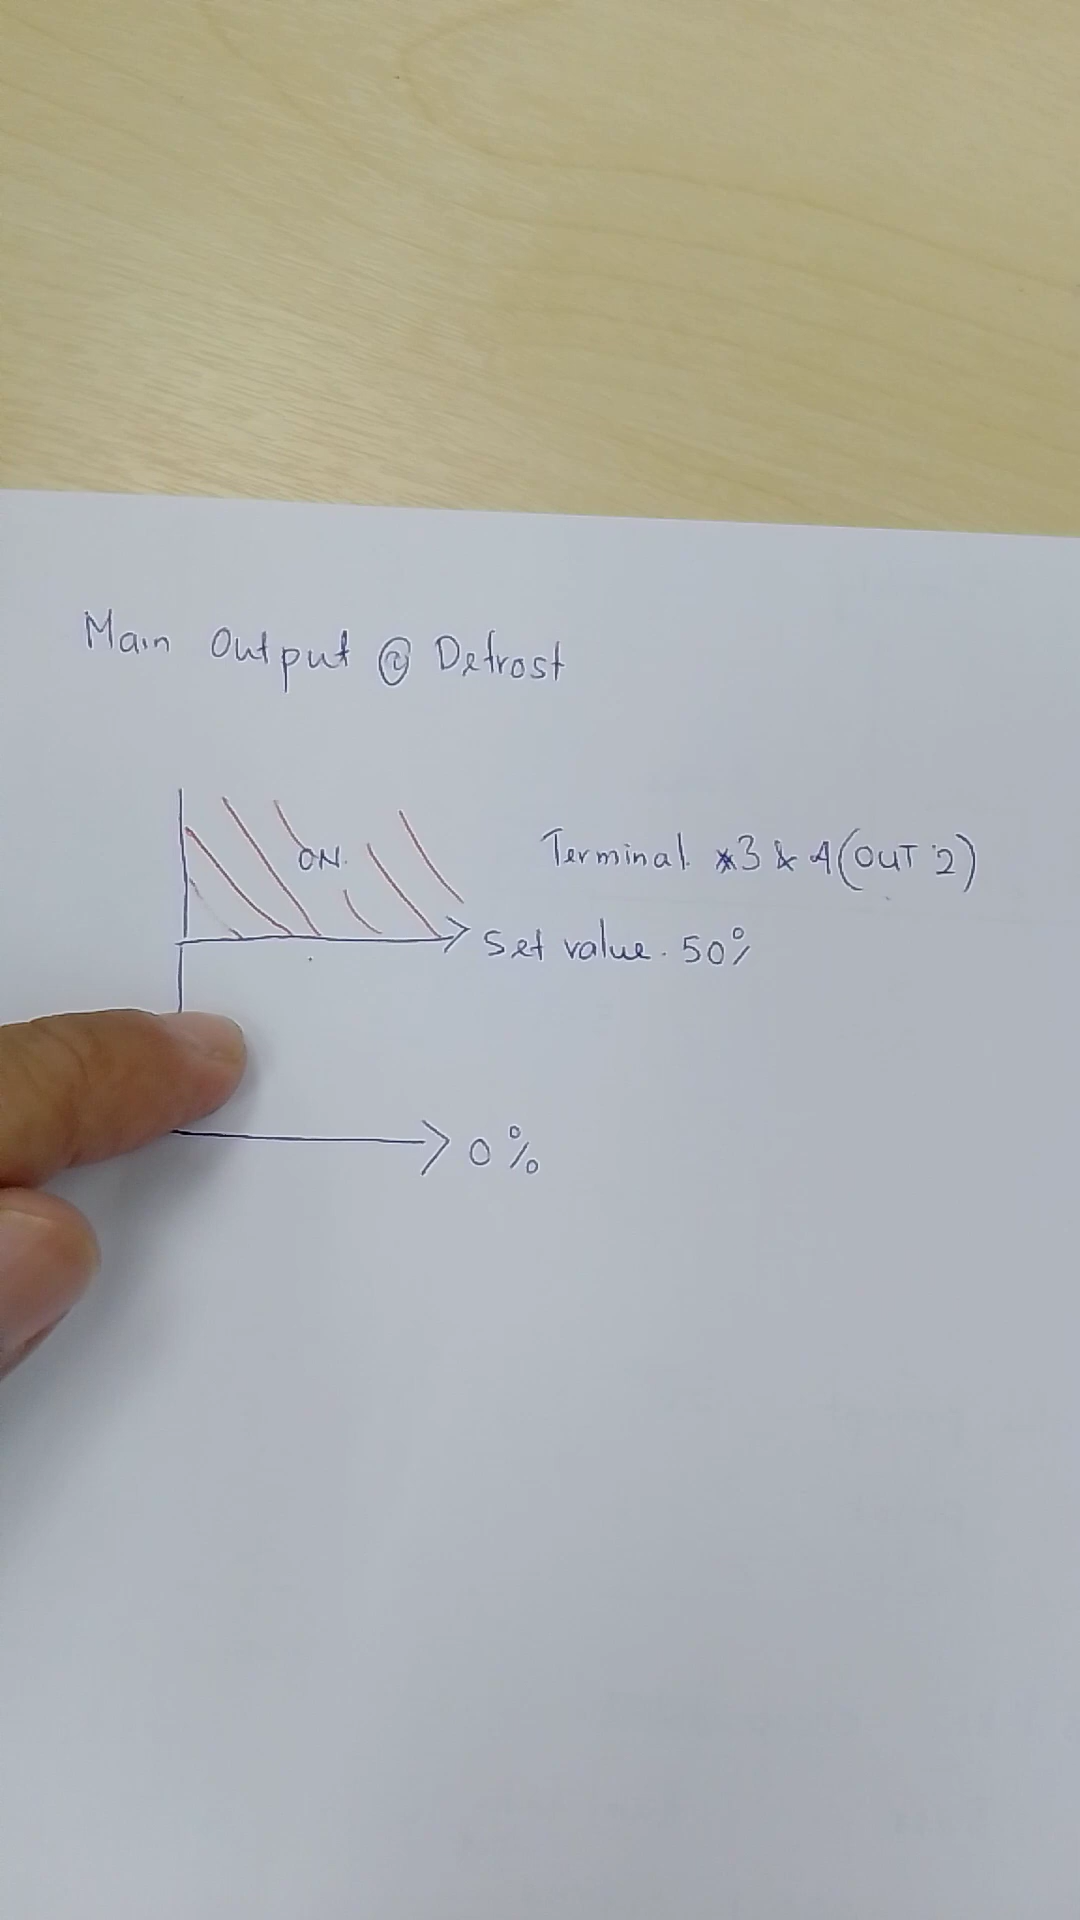 Main Output @ Defrost
ON.
Terminal 3 & 4 (OUT 2)
Set value. 50%
0%